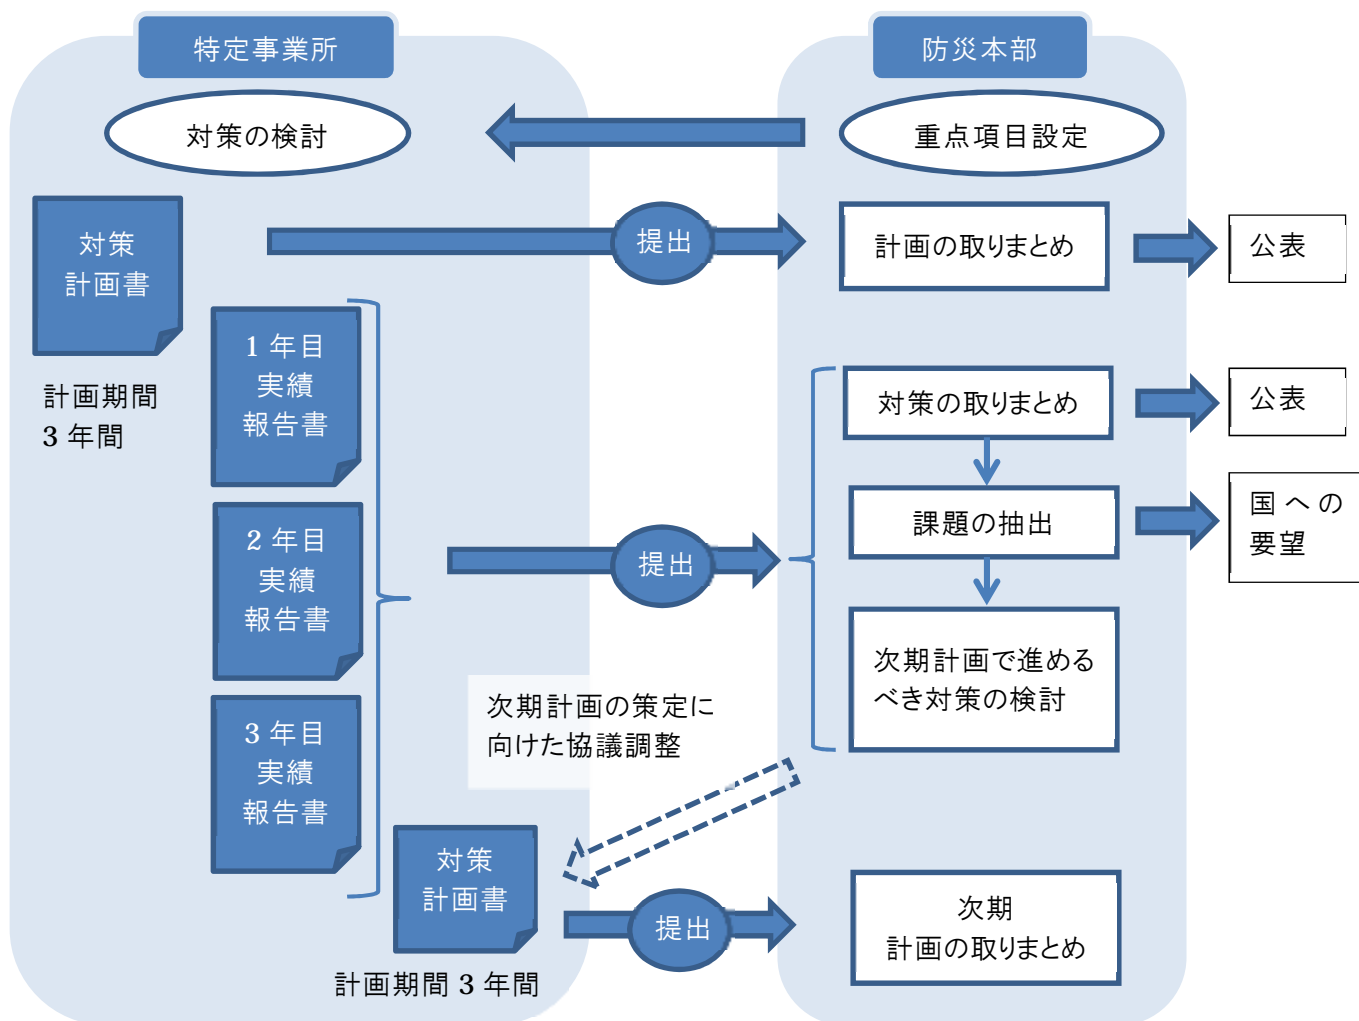 特定事業所
防災本部
対策の検討
重点項目設定
対策
計画書
提出
計画の取りまとめ
公表
計画期間
3 年間
1 年目
実績
報告書
対策の取りまとめ
公表
課題の抽出
国への
要望
2 年目
実績
報告書
提出
次期計画で進める
べき対策の検討
次期計画の策定に
向けた協議調整
3 年目
実績
報告書
対策
計画書
提出
次期
計画の取りまとめ
計画期間 3 年間